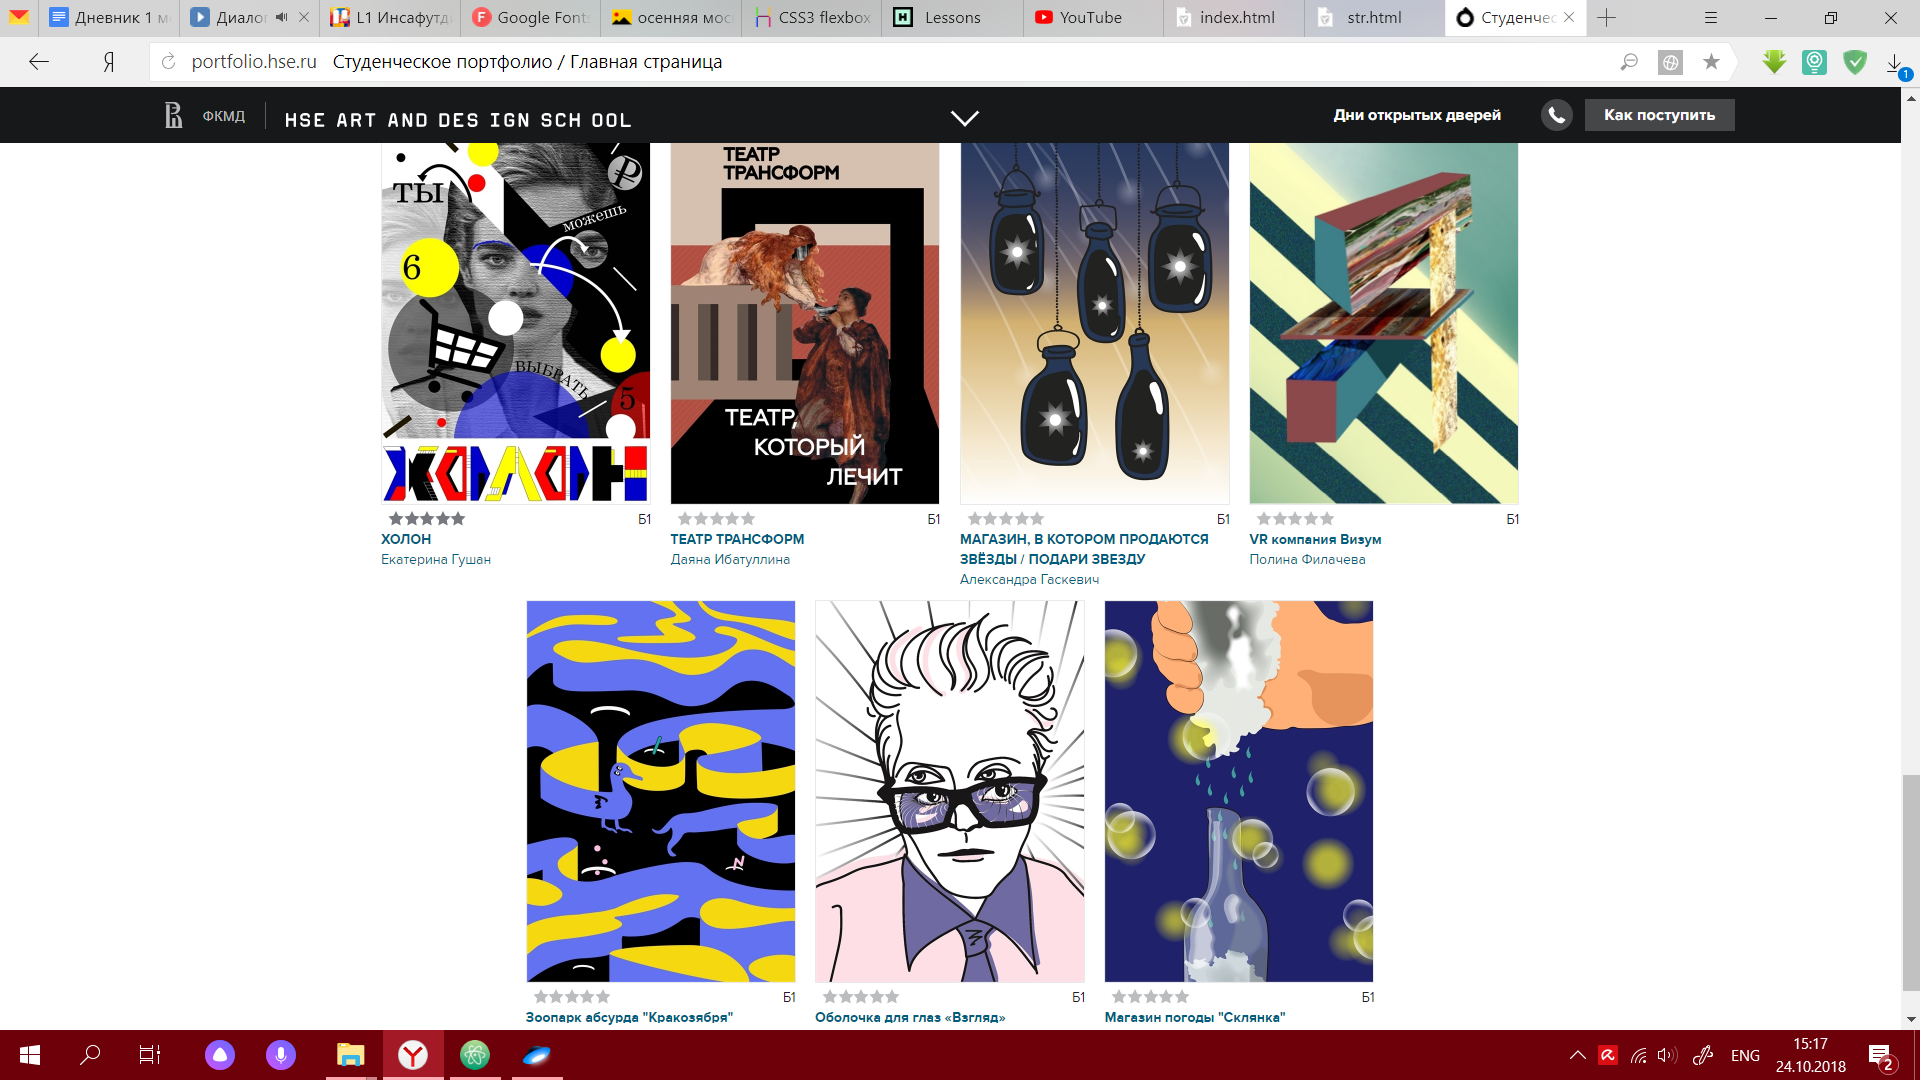 Дневник 1 м
Диало
L1 Инсафутд
Google Font
осенняя мос
CSS3 flexbox
Lessons
YouTube
index.html
str.html
Студенчес
portfolio.hse.ru Студенческое портфолио / Главная страница
1
ФКМД
HSE ART AND DES IGN SCH OOL
Дни открытых дверей
Как поступить
ТЫ
можешь
6
ВЫБРАТЬ
5
ХОЛОН
ТЕАТР
ТРАНСФОРМ
ТЕАТР,
КОТОРЫЙ
ЛЕЧИТ
Б1
ХОЛОН
Екатерина Гушан
Б1
ТЕАТР ТРАНСФОРМ
Даяна Ибатуллина
Б1
МАГАЗИН, В КОТОРОМ ПРОДАЮТСЯ
ЗВЁЗДЫ / ПОДАРИ ЗВЕЗДУ
Александра Гаскевич
Б1
VR компания Визум
Полина Филачева
Б1
Зоопарк абсурда "Кракозября"
Б1
Оболочка для глаз «Взгляд»
Б1
Магазин погоды "Склянка"
ENG
15:17
24.10.2018
2